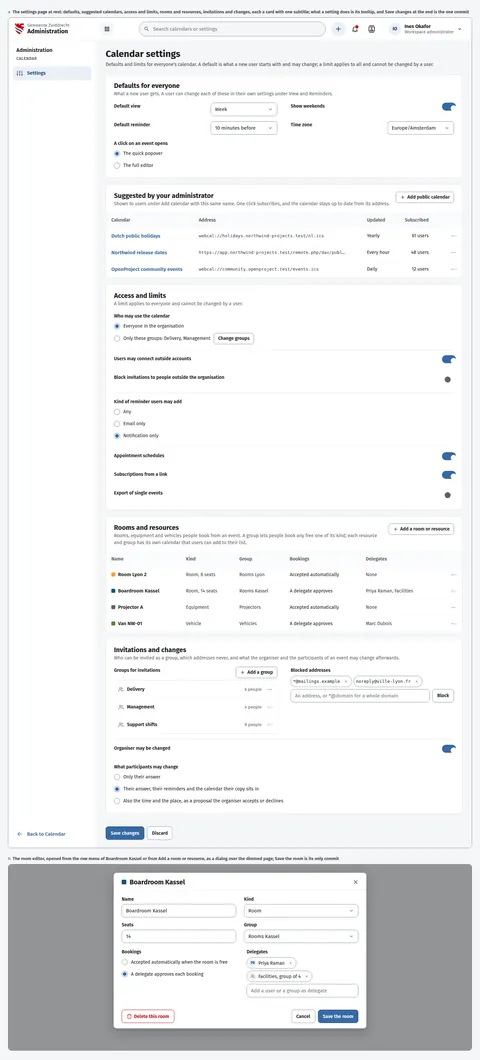 a. The settings page at rest: defaults, suggested calendars, access and limits, rooms and resources, invitations and changes, each a card with one subtitle; what a setting does is its tooltip, and Save changes at the end is the one commit
Gemeente Zuiddrecht
Administration
Search calendars or settings
IO
Ines Okafor
Workspace administrator
Administration
CALENDAR
Settings
Calendar settings
Defaults and limits for everyone's calendar. A default is what a new user starts with and may change; a limit applies to all and cannot be changed by a user.
Defaults for everyone
What a new user gets. A user can change each of these in their own settings under View and Reminders.
Default view
Week
Show weekends
Default reminder
10 minutes before
Time zone
Europe/Amsterdam
A click on an event opens
The quick popover
The full editor
Suggested by your administrator
Shown to users under Add calendar with this same name. One click subscribes, and the calendar stays up to date from its address.
+ Add public calendar
Calendar Address Updated Subscribed
Dutch public holidays webcal://holidays.northwind-projects.test/nl.ics Yearly 61 users
Northwind release dates https://app.northwind-projects.test/remote.php/dav/publ… Every hour 48 users
OpenProject community events webcal://community.openproject.test/events.ics Daily 12 users
Access and limits
A limit applies to everyone and cannot be changed by a user.
Who may use the calendar
Everyone in the organisation
Only these groups: Delivery, Management
Change groups
Users may connect outside accounts
Block invitations to people outside the organisation
Kind of reminder users may add
Any
Email only
Notification only
Appointment schedules
Subscriptions from a link
Export of single events
Rooms and resources
Rooms, equipment and vehicles people book from an event. A group lets people book any free one of its kind; each resource
and group has its own calendar that users can add to their list.
+ Add a room or resource
Name Kind Group Bookings Delegates
Room Lyon 2 Room, 8 seats Rooms Lyon Accepted automatically None
Boardroom Kassel Room, 14 seats Rooms Kassel A delegate approves Priya Raman, Facilities
Projector A Equipment Projectors Accepted automatically None
Van NW-01 Vehicle Vehicles A delegate approves Marc Dubois
Invitations and changes
Who can be invited as a group, which addresses never, and what the organiser and the participants of an event may change afterwards.
Groups for invitations
+ Add a group
Blocked addresses
*@mailings.example ×
noreply@ville-lyon.fr ×
An address, or *@domain for a whole domain
Block
Delivery 6 people
Management 4 people
Support shifts 9 people
Organiser may be changed
What participants may change
Only their answer
Their answer, their reminders and the calendar their copy sits in
Also the time and the place, as a proposal the organiser accepts or declines
Back to Calendar
Save changes
Discard
b. The room editor, opened from the row menu of Boardroom Kassel or from Add a room or resource, as a dialog over the dimmed page; Save the room is its only commit
Boardroom Kassel
Name
Boardroom Kassel
Kind
Room
Seats
14
Group
Rooms Kassel
Bookings
Accepted automatically when the room is free
A delegate approves each booking
Delegates
PR Priya Raman ×
Facilities, group of 4 ×
Add a user or a group as delegate
Delete this room
Cancel
Save the room